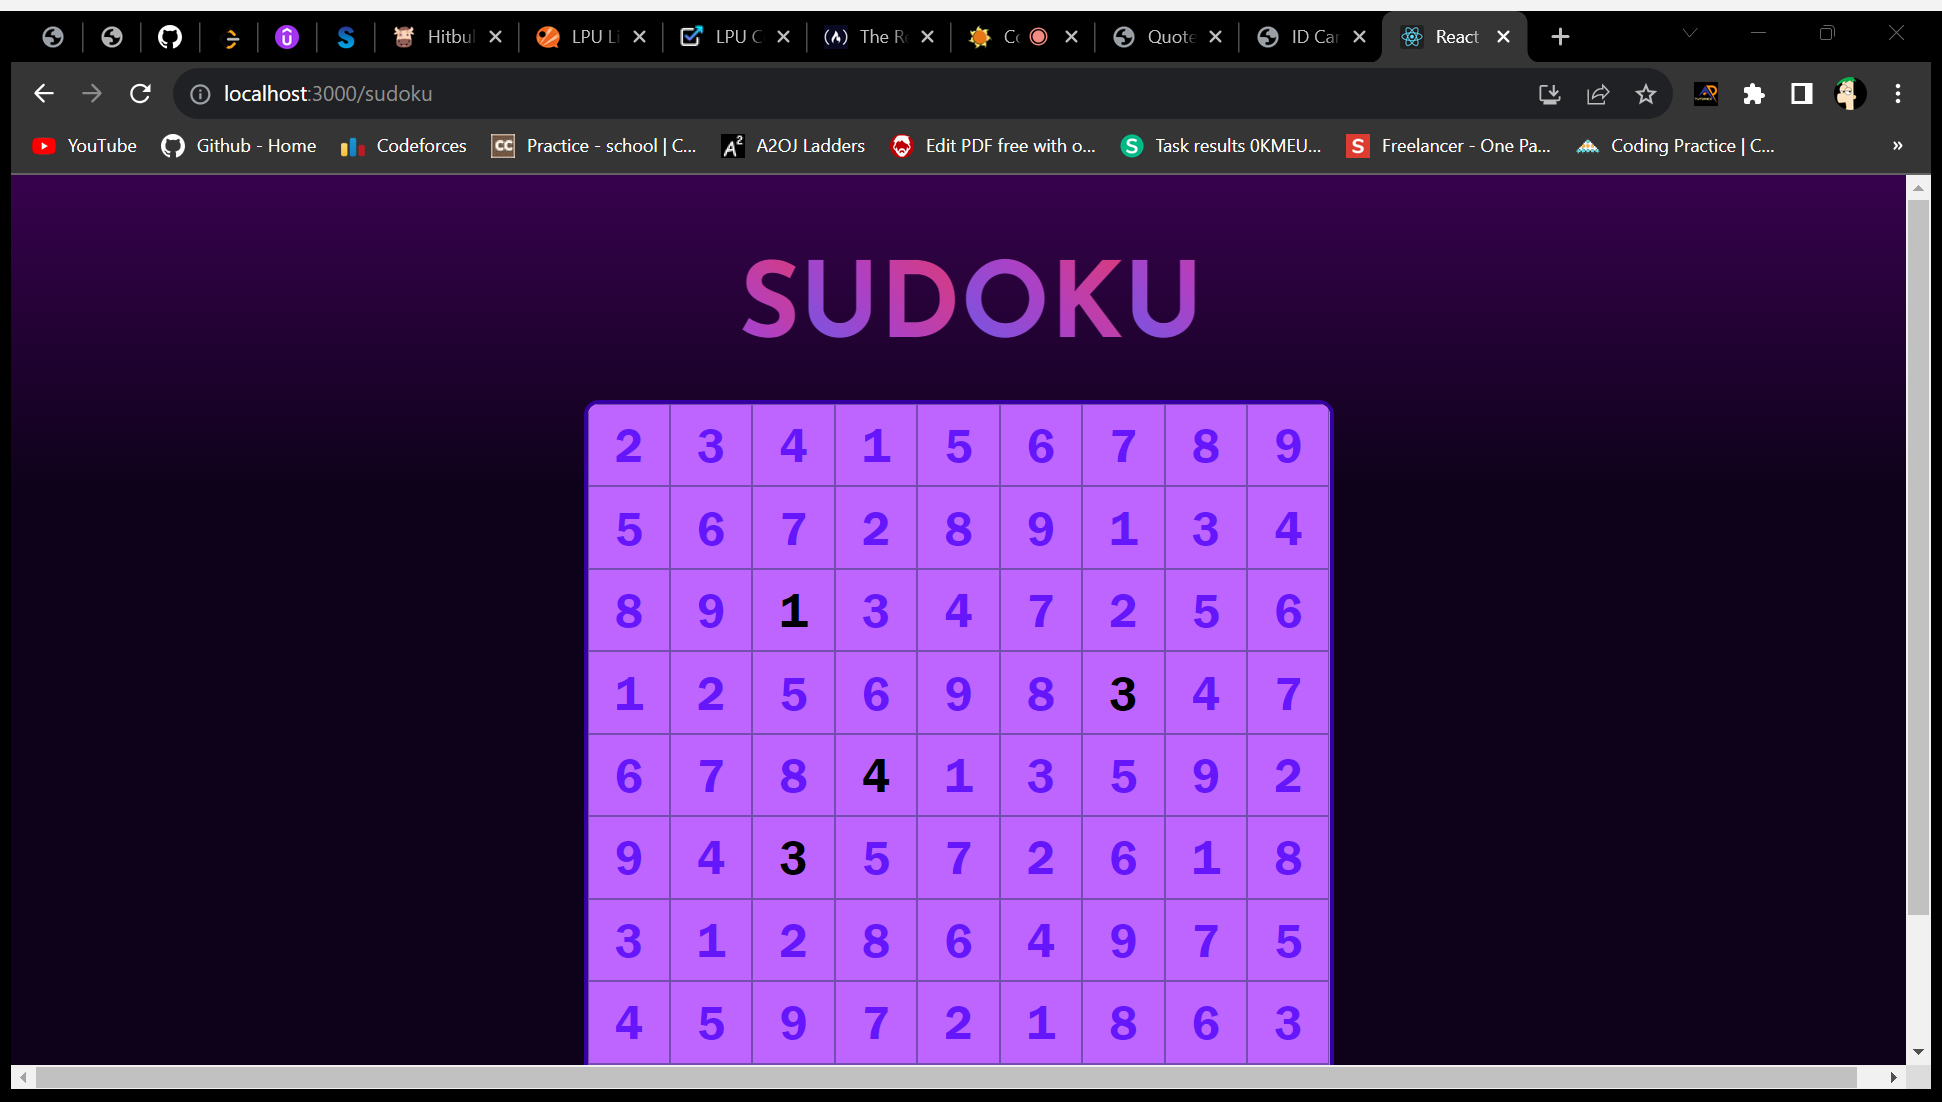 Hitbu LPU Li LPU C The R Co Quote ID Car React
localhost:3000/sudoku
YouTube Github - Home Codeforces CC Practice - school | C... A2 A2OJ Ladders Edit PDF free with o... S Task results 0KMEU... S Freelancer - One Pa... Coding Practice | C... »
SUDOKU
2 3 4 1 5 6 7 8 9
5 6 7 2 8 9 1 3 4
8 9 1 3 4 7 2 5 6
1 2 5 6 9 8 3 4 7
6 7 8 4 1 3 5 9 2
9 4 3 5 7 2 6 1 8
3 1 2 8 6 4 9 7 5
4 5 9 7 2 1 8 6 3